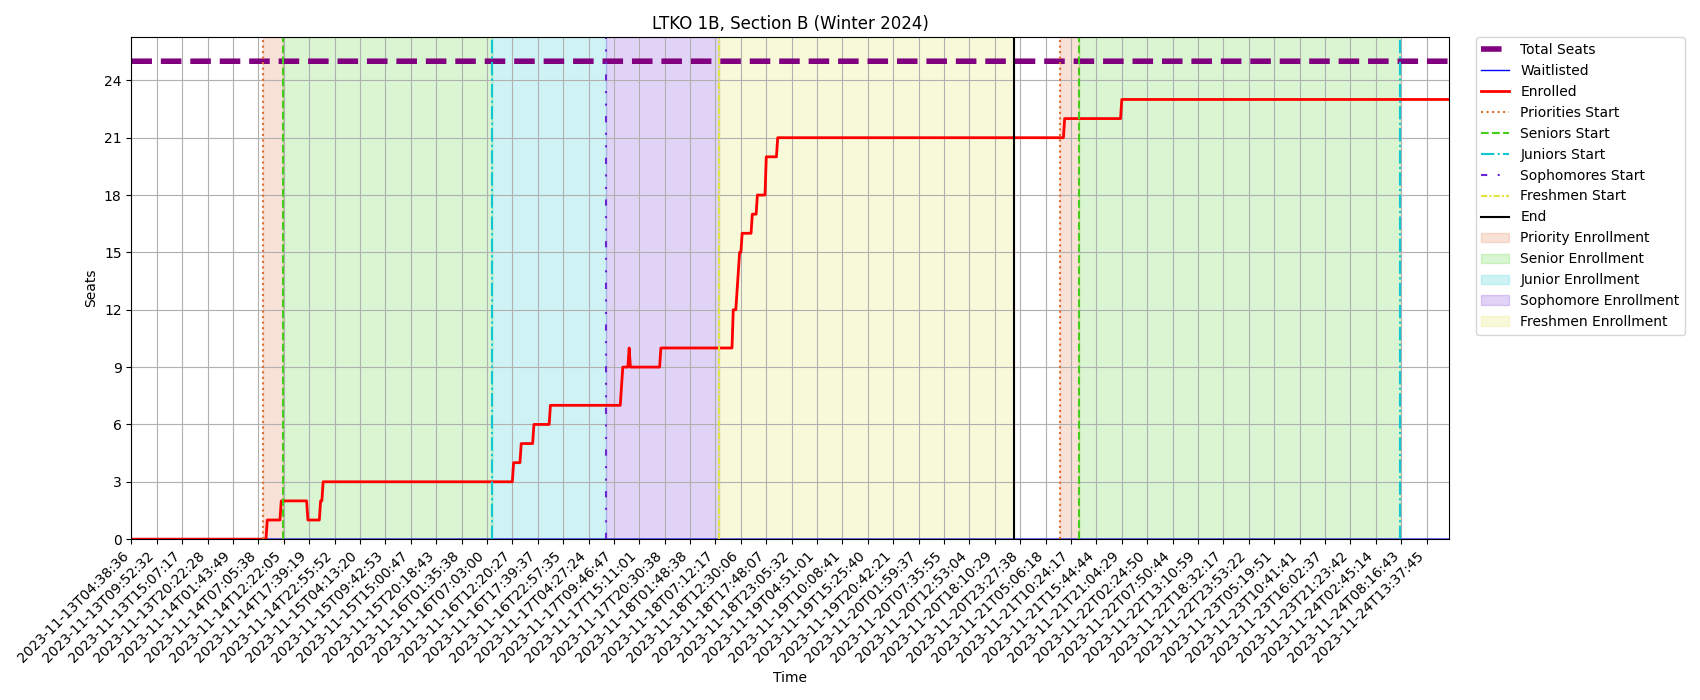 LTKO 1B, Section B (Winter 2024)
Total Seats
Waitlisted
Enrolled
Priorities Start
Seniors Start
Juniors Start
Sophomores Start
Freshmen Start
End
Priority Enrollment
Senior Enrollment
Junior Enrollment
Sophomore Enrollment
Freshmen Enrollment
Seats
24
21
18
15
12
9
6
3
0
2023-11-13T04:38:36
2023-11-13T09:52:32
2023-11-13T15:07:17
2023-11-13T20:22:28
2023-11-14T01:43:49
2023-11-14T07:05:38
2023-11-14T12:22:05
2023-11-14T17:39:19
2023-11-14T22:55:52
2023-11-15T04:13:20
2023-11-15T09:42:53
2023-11-15T15:00:47
2023-11-15T20:18:43
2023-11-16T01:35:38
2023-11-16T07:03:00
2023-11-16T12:20:27
2023-11-16T17:39:37
2023-11-16T22:57:35
2023-11-17T04:27:24
2023-11-17T09:46:47
2023-11-17T15:11:01
2023-11-17T20:30:38
2023-11-18T01:48:38
2023-11-18T07:12:17
2023-11-18T12:30:06
2023-11-18T17:48:07
2023-11-18T23:05:32
2023-11-19T04:51:01
2023-11-19T10:08:41
2023-11-19T15:25:40
2023-11-19T20:42:21
2023-11-20T01:59:37
2023-11-20T07:35:55
2023-11-20T12:53:04
2023-11-20T18:10:29
2023-11-20T23:27:38
2023-11-21T05:06:18
2023-11-21T10:24:17
2023-11-21T15:44:44
2023-11-21T21:04:29
2023-11-22T02:24:50
2023-11-22T07:50:44
2023-11-22T13:10:59
2023-11-22T18:32:17
2023-11-22T23:53:22
2023-11-23T05:19:51
2023-11-23T10:41:41
2023-11-23T16:02:37
2023-11-23T21:23:42
2023-11-24T02:45:14
2023-11-24T08:16:43
2023-11-24T13:37:45
Time